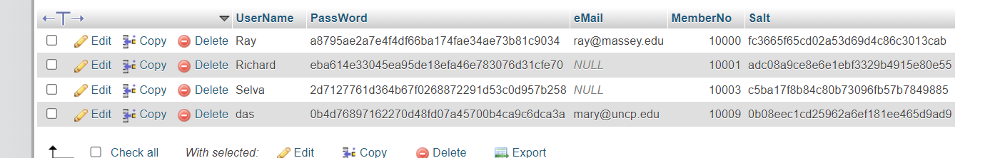 UserName PassWord eMail MemberNo Salt
Edit Copy Delete Ray a8795ae2a7e4f4df66ba174fae34ae73b81c9034 ray@massey.edu 10000 fc3665f65cd02a53d69d4c86c3013cab
Edit Copy Delete Richard eba614e33045ea95de18efa46e783076d31cfe70 NULL 10001 adc08a9ce8e6e1ebf3329b4915e80e55
Edit Copy Delete Selva 2d7127761d364b67f0268872291d53c0d957b258 NULL 10003 c5ba17f8b84c80b73096fb57b7849885
Edit Copy Delete das 0b4d76897162270d48fd07a45700b4ca9c6dca3a mary@uncp.edu 10009 0b08eec1cd25962a6ef181ee465d9ad9
Check all With selected: Edit Copy Delete Export